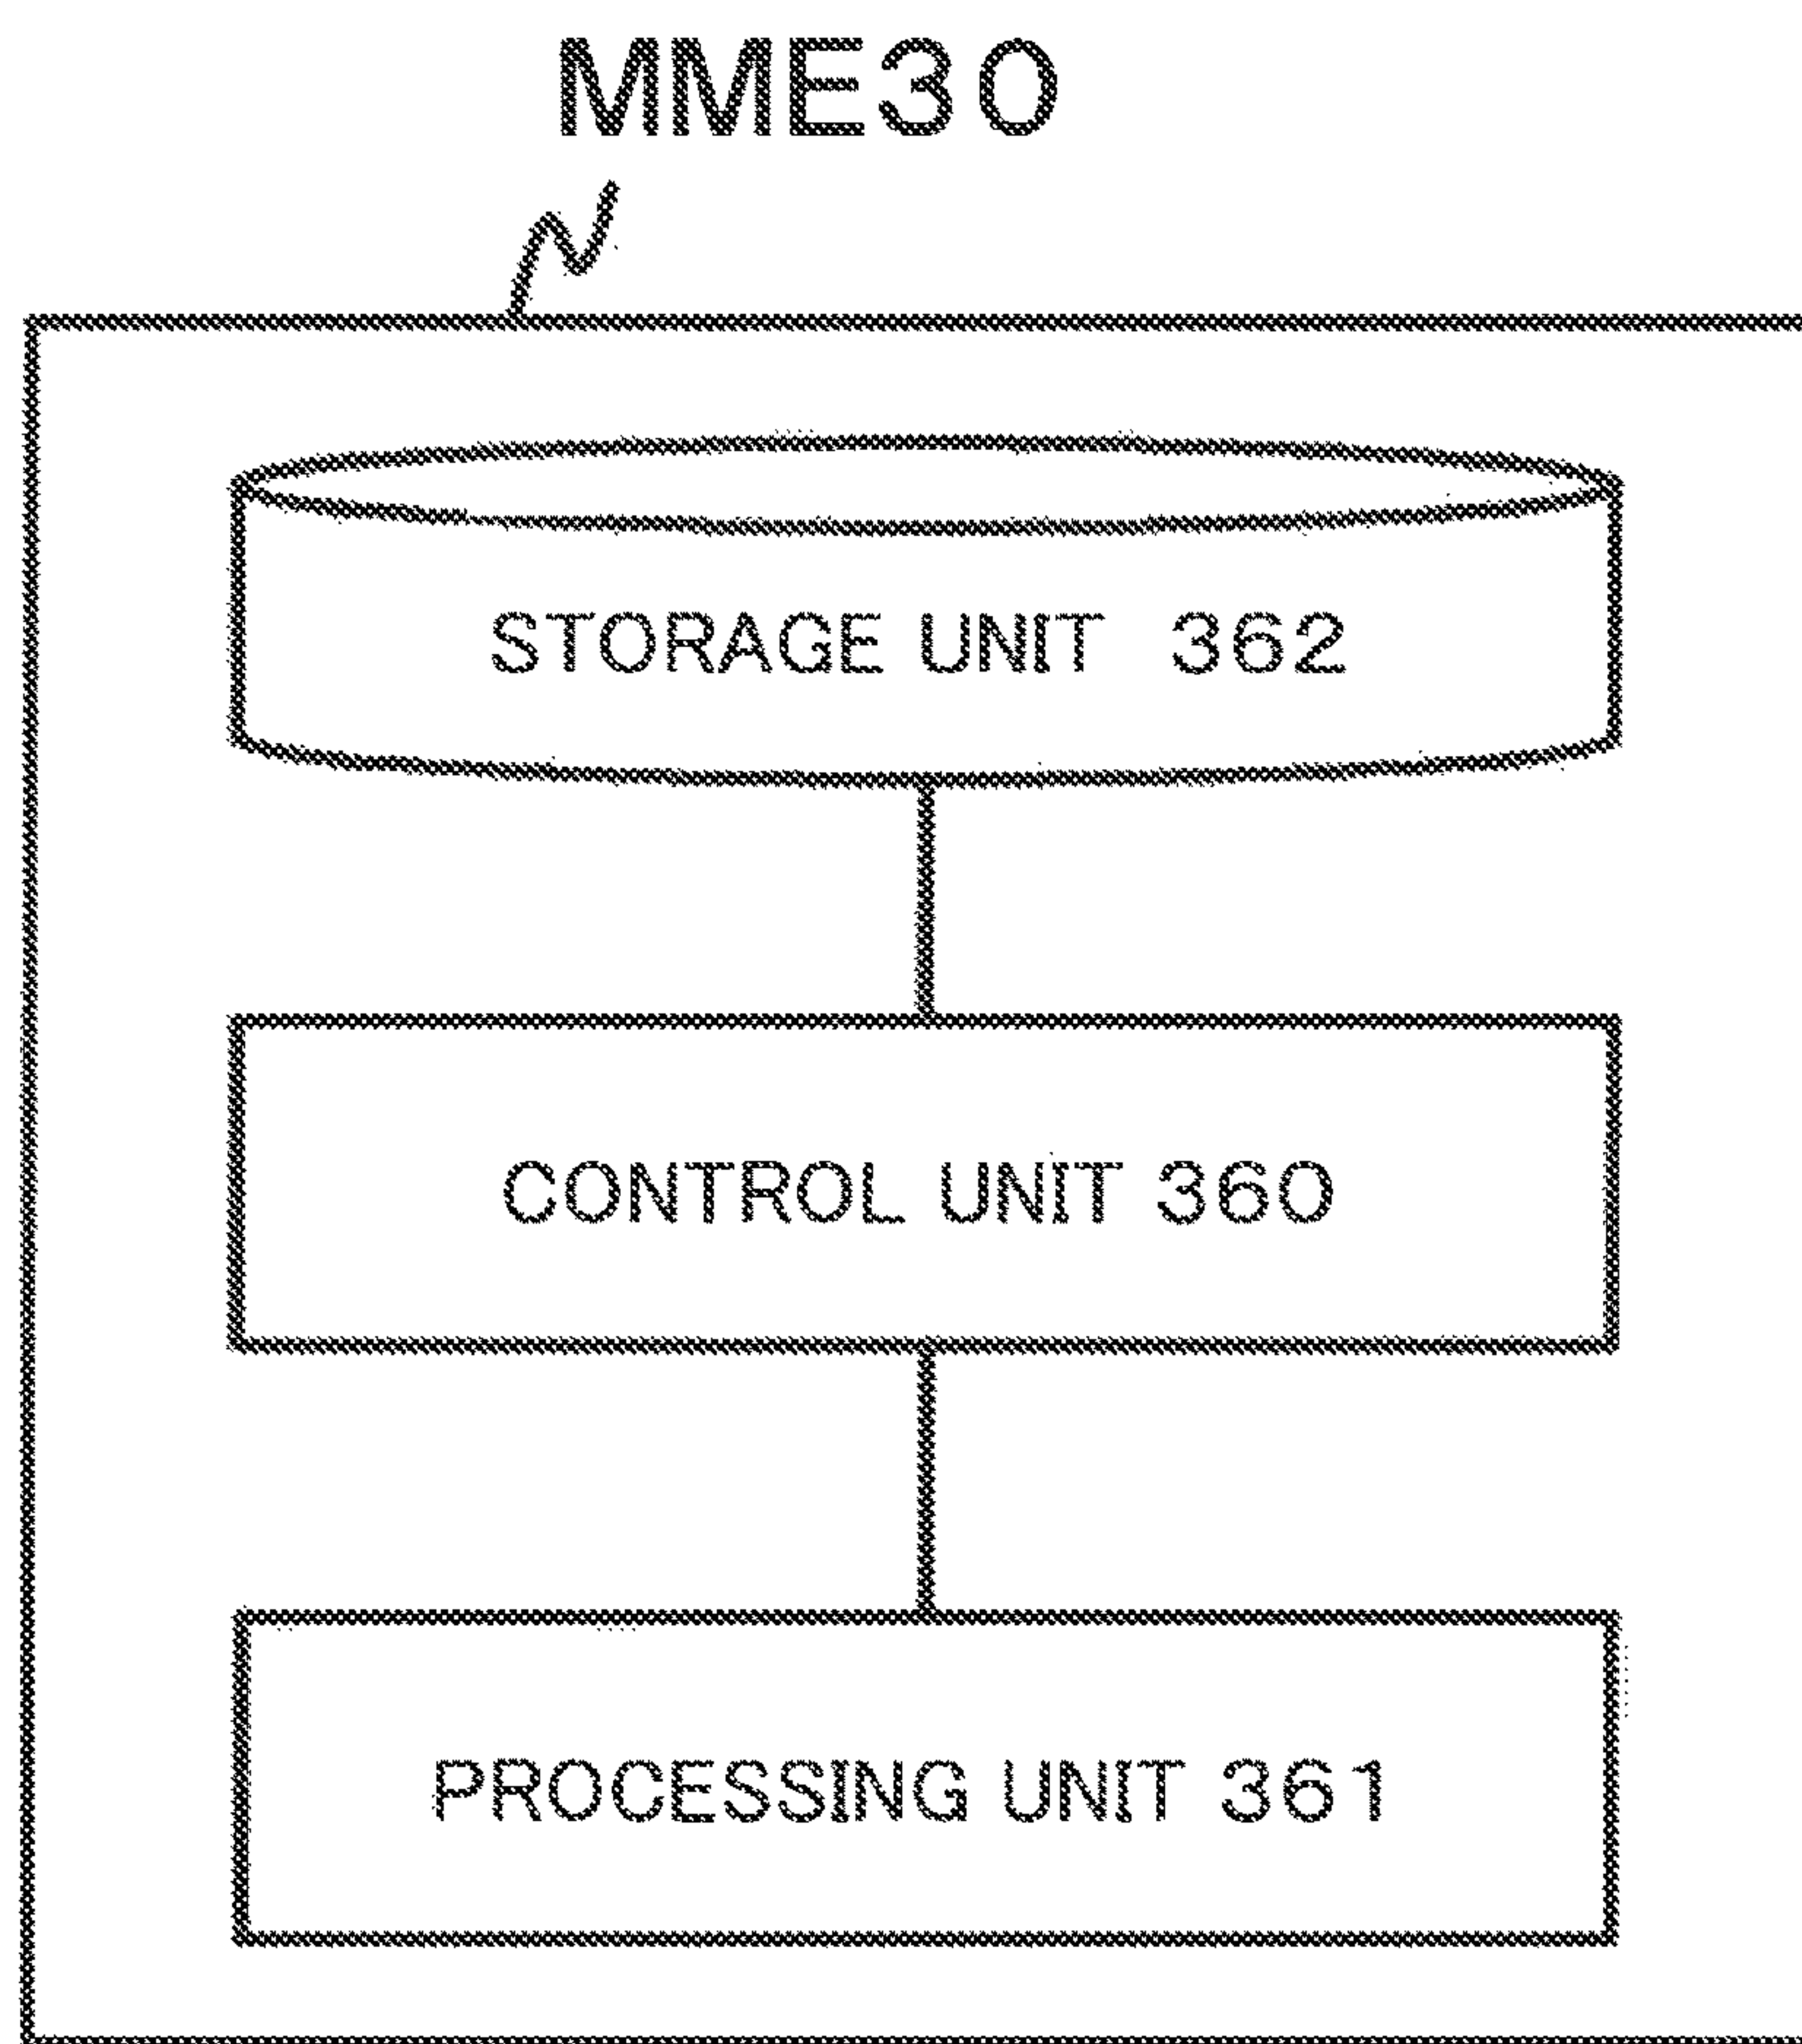 MME30
STORAGE UNIT 362
CONTROL UNIT 360
PROCESSING UNIT 361